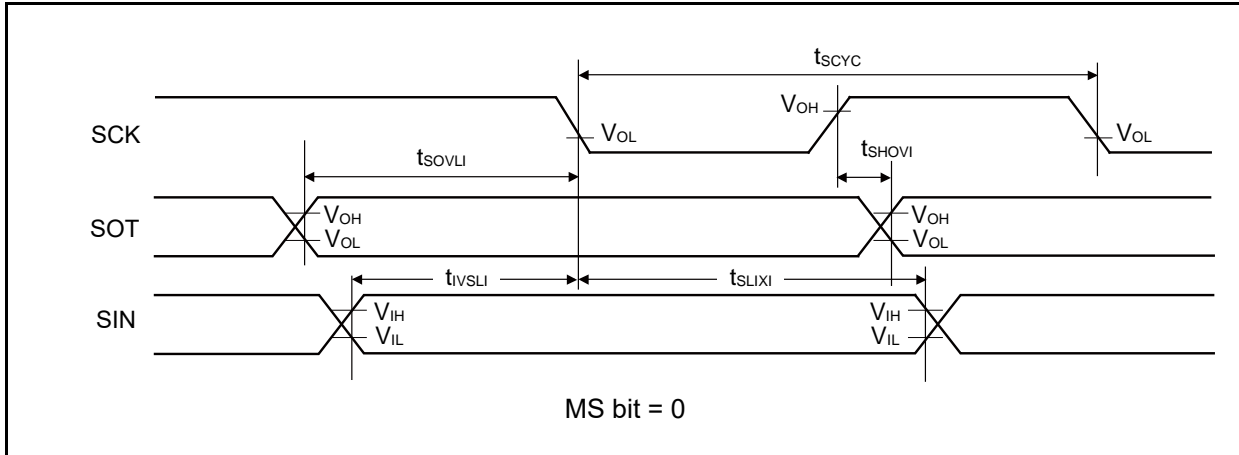 tSCYC
SCK
VOH
VOL
VOL
tSOVLI
tSHOVI
SOT
VOH
VOL
VOH
VOL
tIVSLI
tSLIXI
SIN
VIH
VIL
VIH
VIL
MS bit = 0